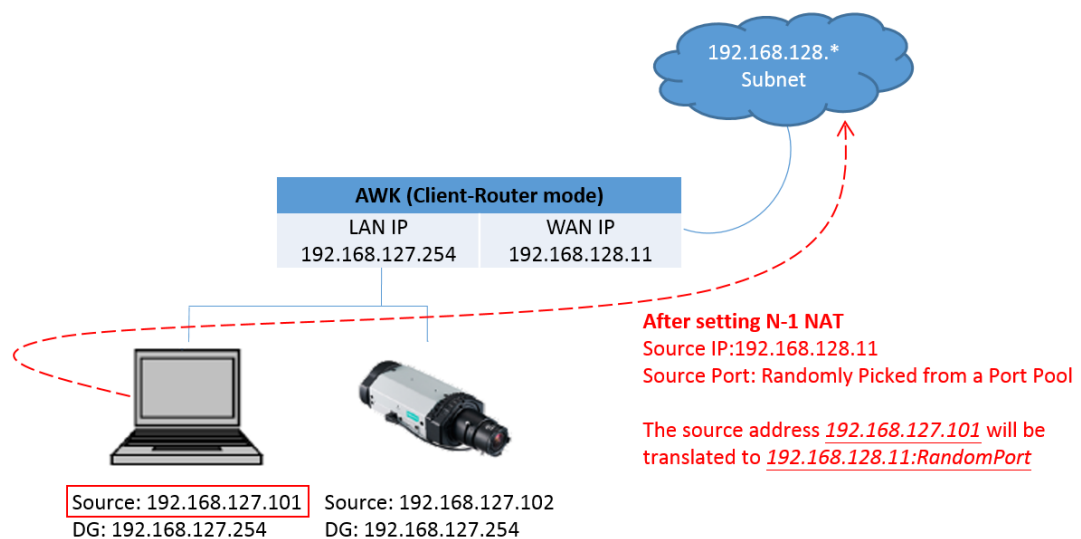 192.168.128.*
Subnet
AWK (Client-Router mode)
LAN IP
192.168.127.254
WAN IP
192.168.128.11
After setting N-1 NAT
Source IP:192.168.128.11
Source Port: Randomly Picked from a Port Pool
The source address 192.168.127.101 will be
translated to 192.168.128.11:RandomPort
Source: 192.168.127.101
DG: 192.168.127.254
Source: 192.168.127.102
DG: 192.168.127.254